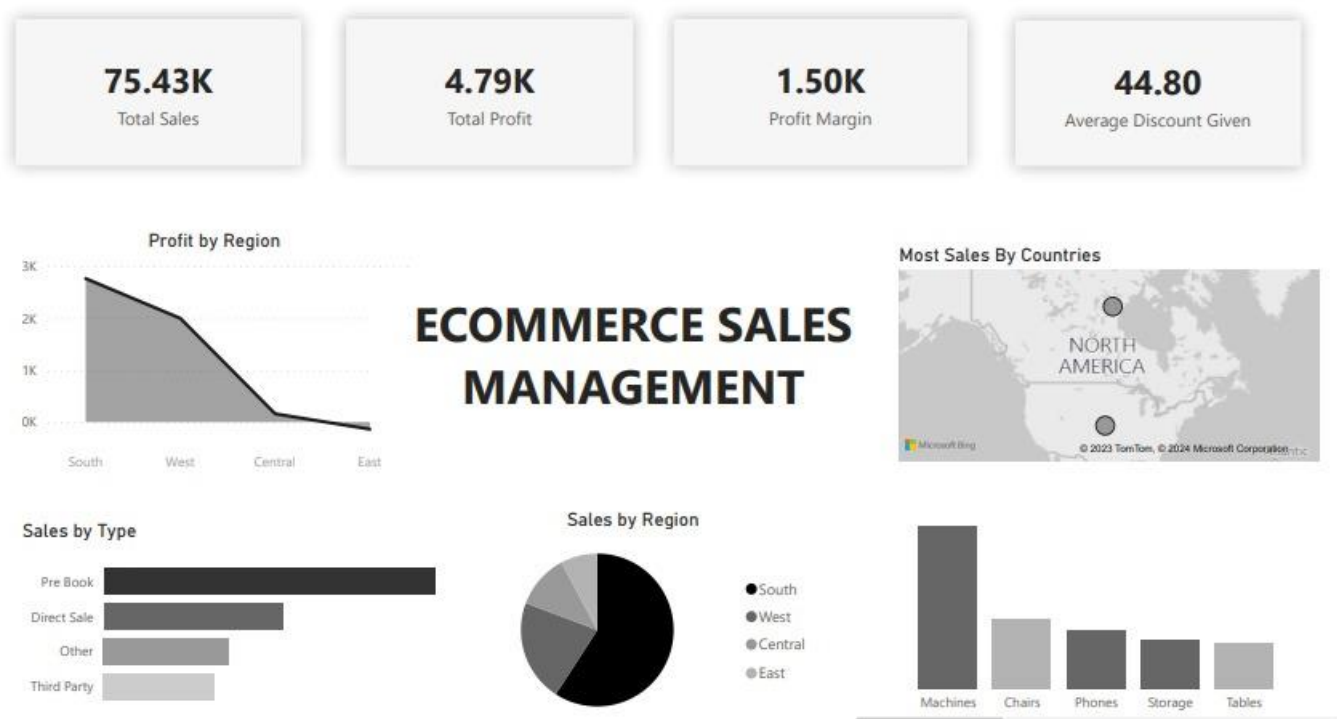 75.43K
Total Sales
4.79K
Total Profit
1.50K
Profit Margin
44.80
Average Discount Given
Profit by Region
3K
2K
1K
0K
South
West
Central
East
ECOMMERCE SALES
MANAGEMENT
Most Sales By Countries
NORTH
AMERICA
Microsoft Bing
© 2023 TomTom, © 2024 Microsoft Corporation
Sales by Type
Pre Book
Direct Sale
Other
Third Party
Sales by Region
South
West
Central
East
Machines
Chairs
Phones
Storage
Tables